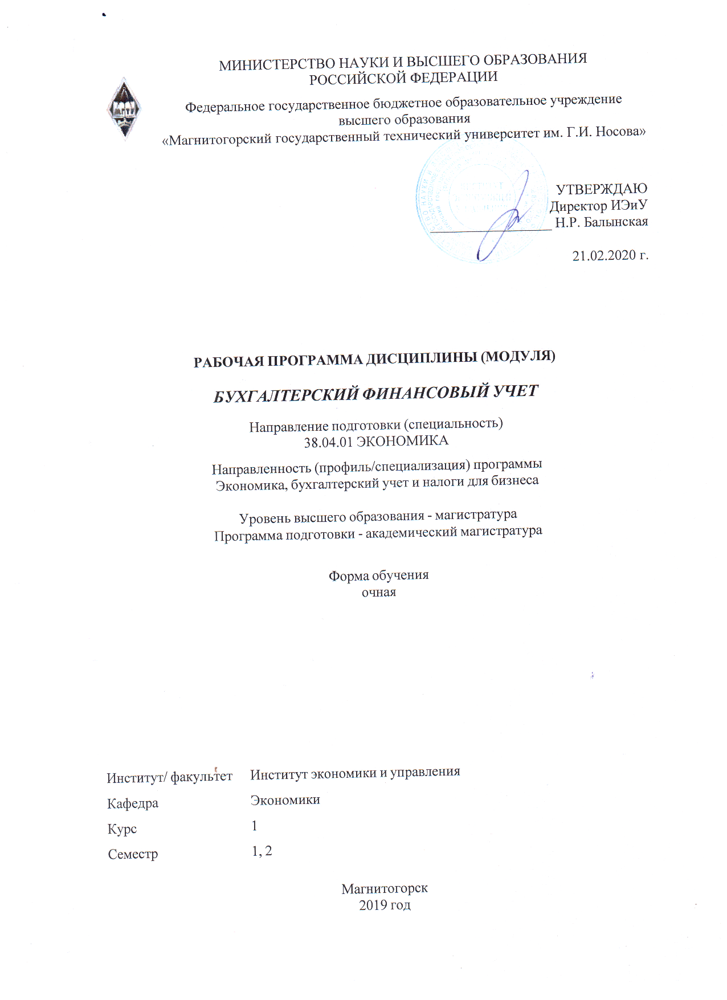 МИНИСТЕРСТВО НАУКИ И ВЫСШЕГО ОБРАЗОВАНИЯ
РОССИЙСКОЙ ФЕДЕРАЦИИ
Федеральное государственное бюджетное образовательное учреждение
высшего образования
«Магнитогорский государственный технический университет им. Г.И. Носова»
УТВЕРЖДАЮ
Директор ИЭиУ
Н.Р. Балынская
21.02.2020 г.
РАБОЧАЯ ПРОГРАММА ДИСЦИПЛИНЫ (МОДУЛЯ)
БУХГАЛТЕРСКИЙ ФИНАНСОВЫЙ УЧЕТ
Направление подготовки (специальность)
38.04.01 ЭКОНОМИКА
Направленность (профиль/специализация) программы
Экономика, бухгалтерский учет и налоги для бизнеса
Уровень высшего образования - магистратура
Программа подготовки - академический магистратура
Форма обучения
очная
Институт/ факультет Институт экономики и управления
Кафедра Экономики
Курс 1
Семестр 1, 2
Магнитогорск
2019 год